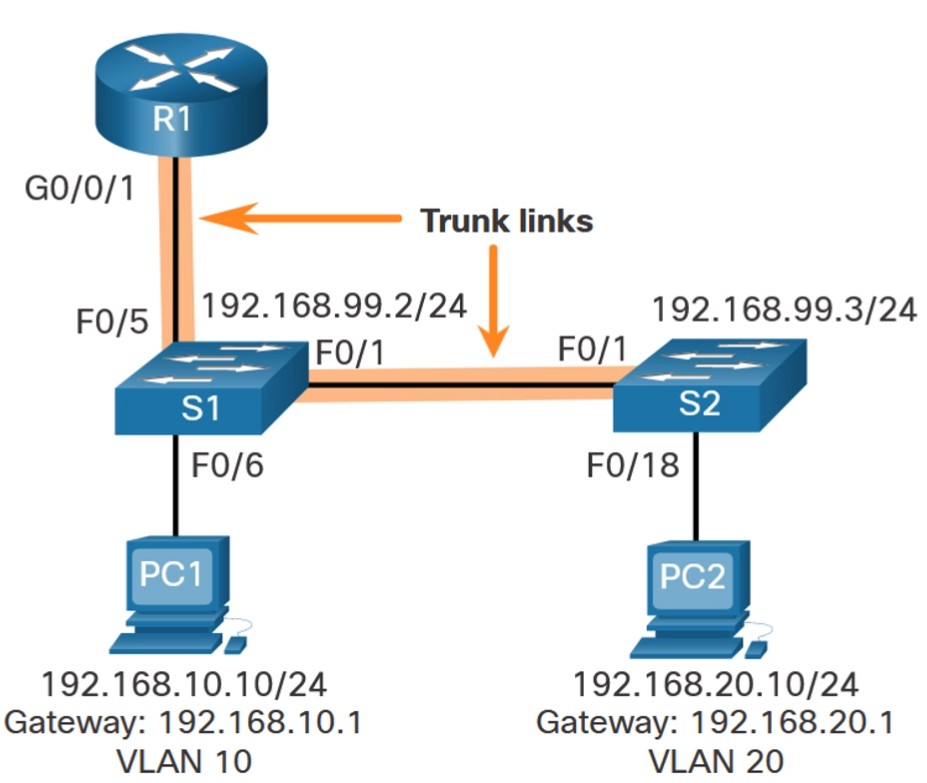 R1
G0/0/1
Trunk links
F0/5
192.168.99.2/24
192.168.99.3/24
F0/1
F0/1
S1
S2
F0/6
F0/18
PC1
PC2
192.168.10.10/24
Gateway: 192.168.10.1
VLAN 10
192.168.20.10/24
Gateway: 192.168.20.1
VLAN 20